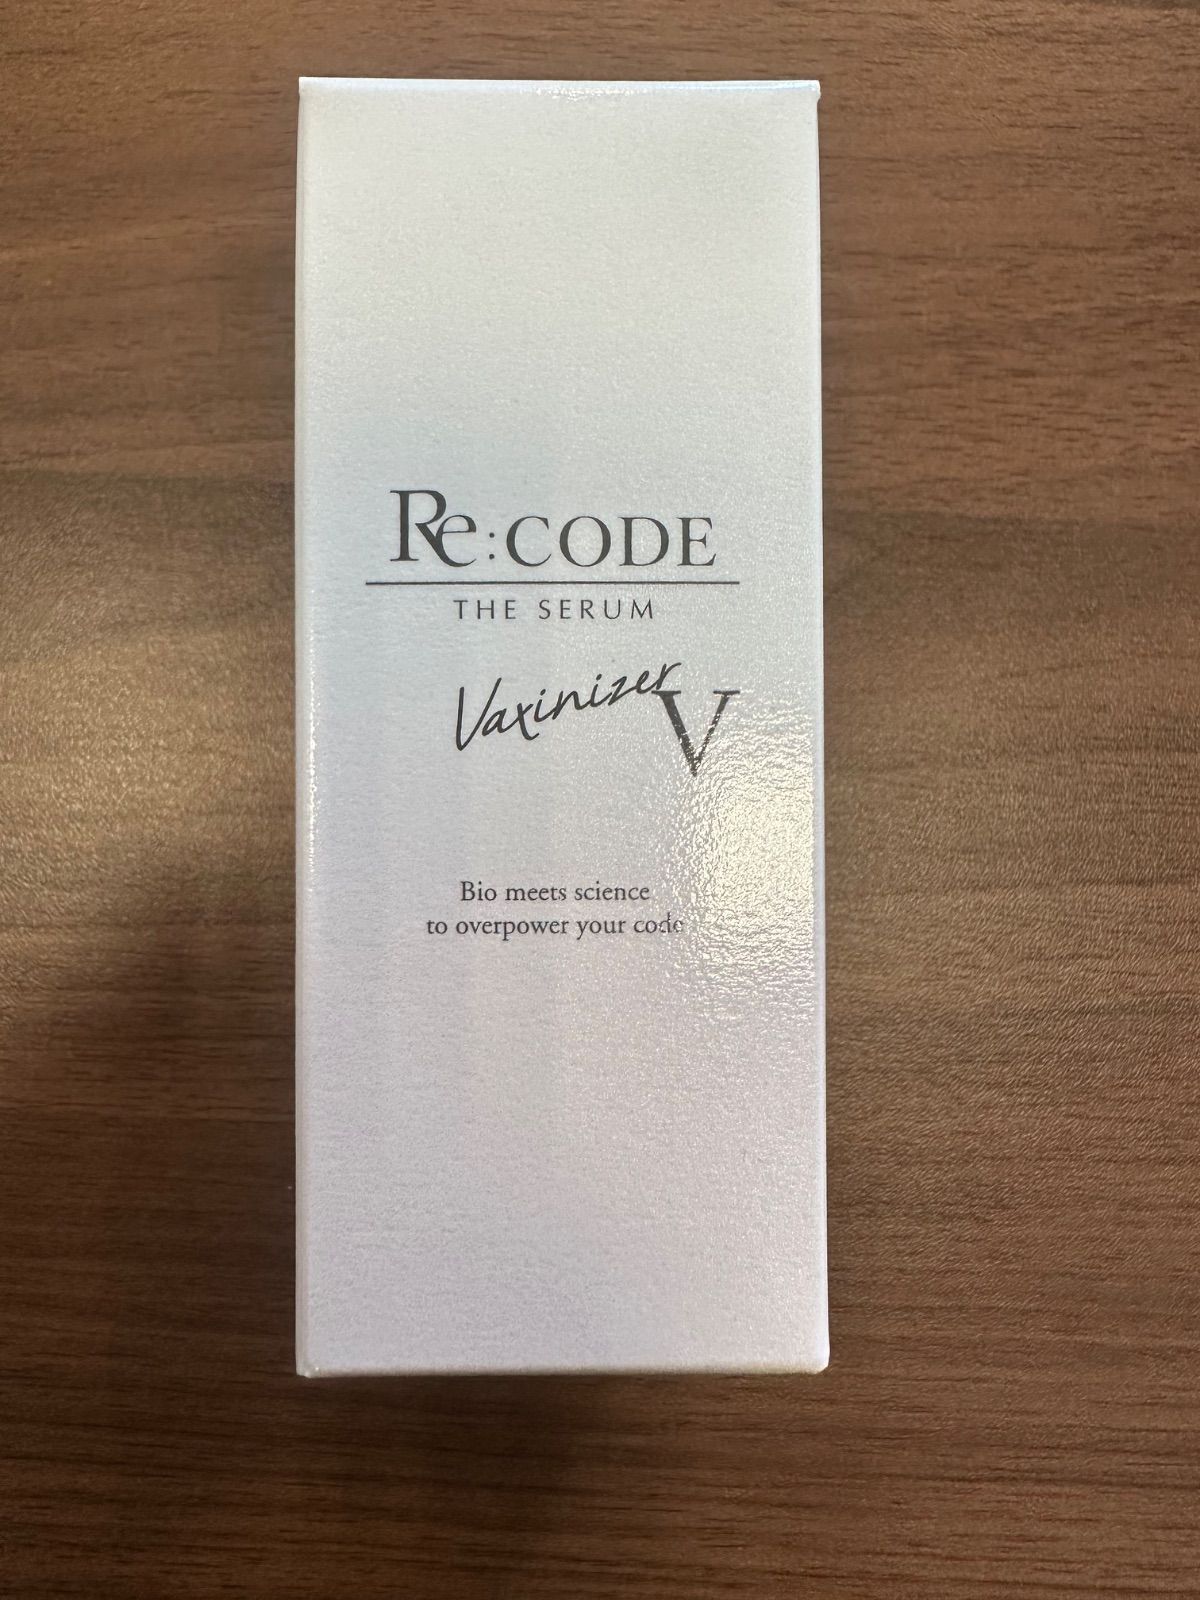 Re:CODE
THE SERUM
Vaxinizer V
Bio meets science
to overpower your code